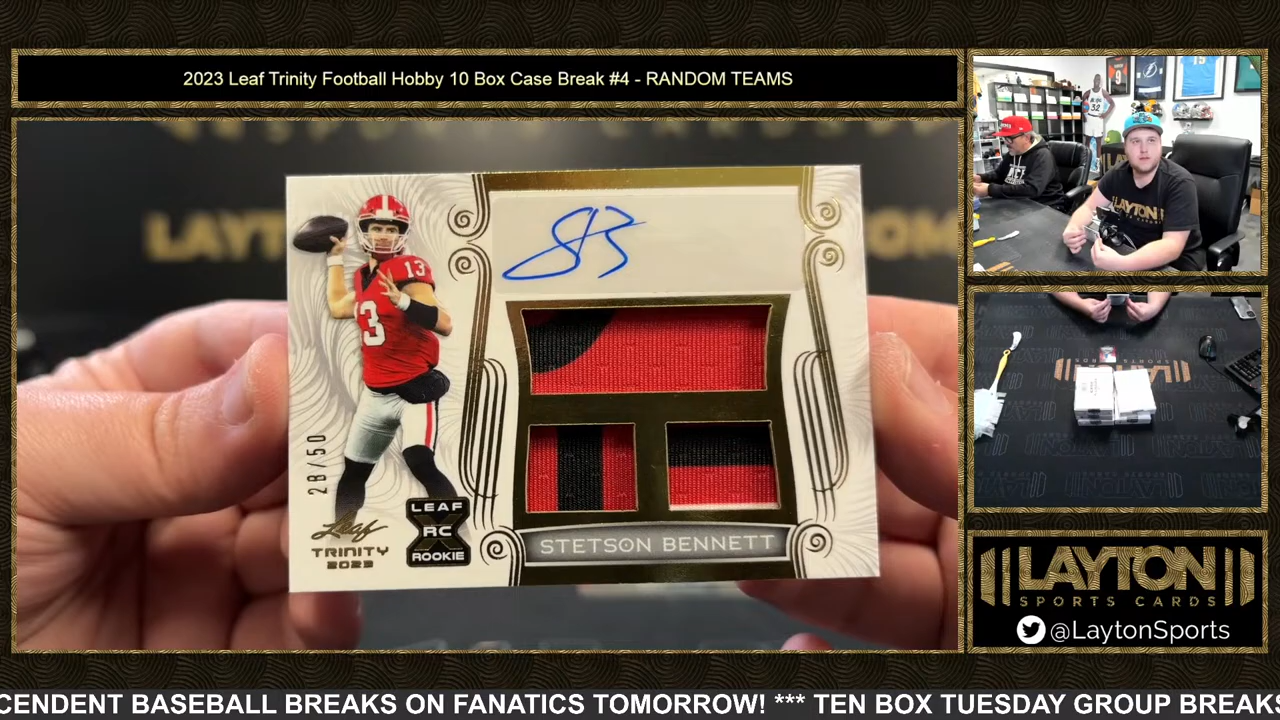 2023 Leaf Trinity Football Hobby 10 Box Case Break #4 - RANDOM TEAMS
13
28/50
Leaf
TRINITY
2023
LEAF
RC
ROOKIE
SB
STETSON BENNETT
LAYTON
LAYTON
SPORTS CARDS
@LaytonSports
CENDENT BASEBALL BREAKS ON FANATICS TOMORROW! *** TEN BOX TUESDAY GROUP BREAKS